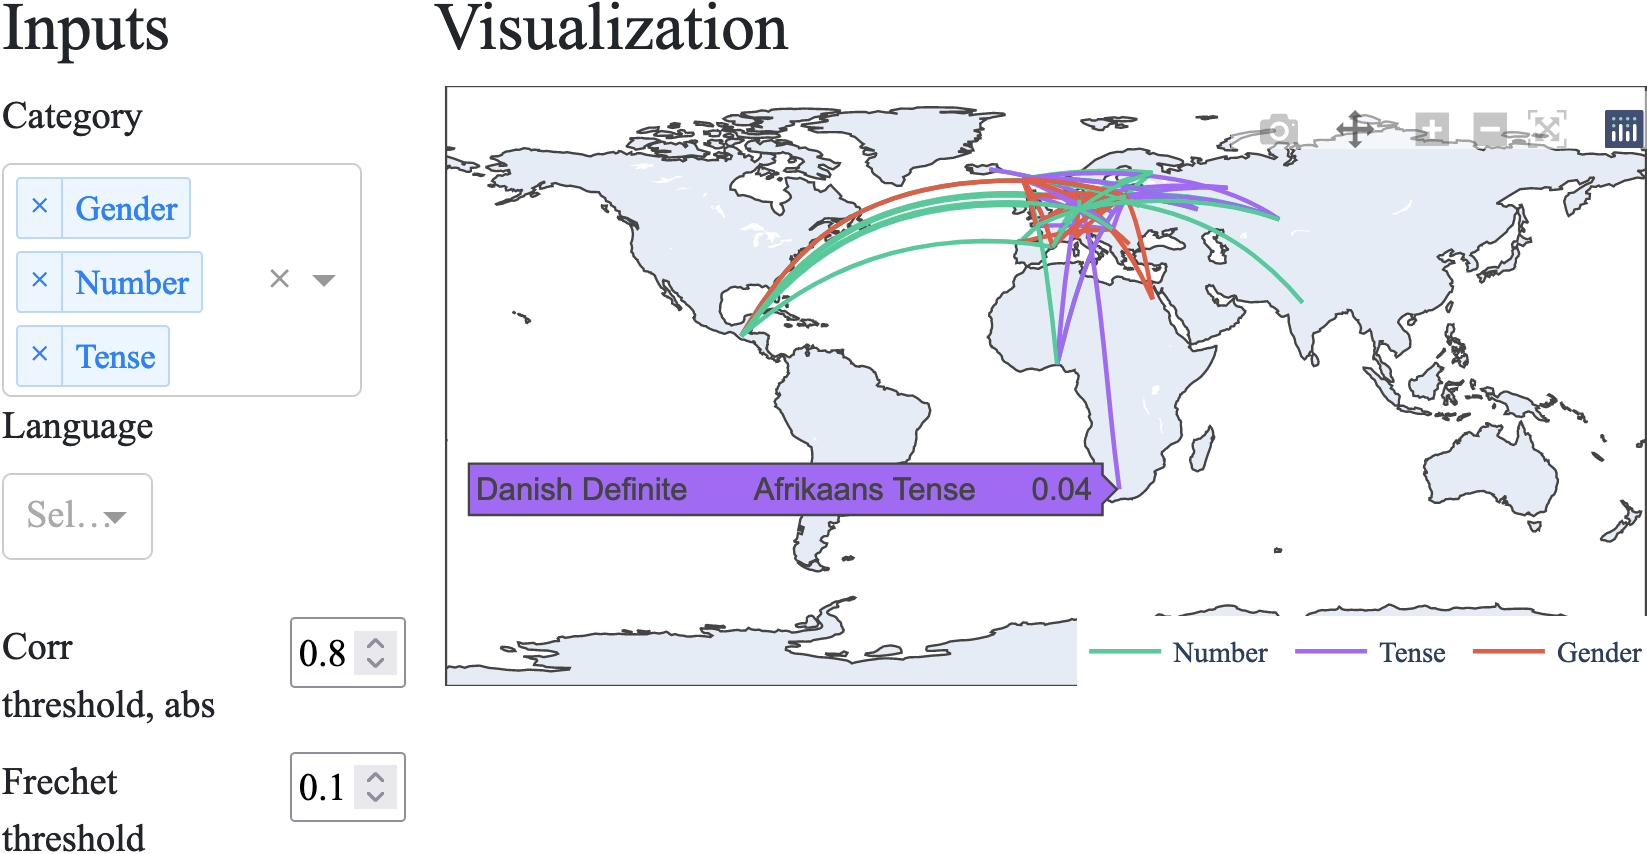 Inputs
Visualization
Category
× Gender
× Number
× Tense
×
Language
Sel...
Corr
threshold, abs
0.8
Frechet
threshold
0.1
Danish Definite Afrikaans Tense 0.04
Number Tense Gender